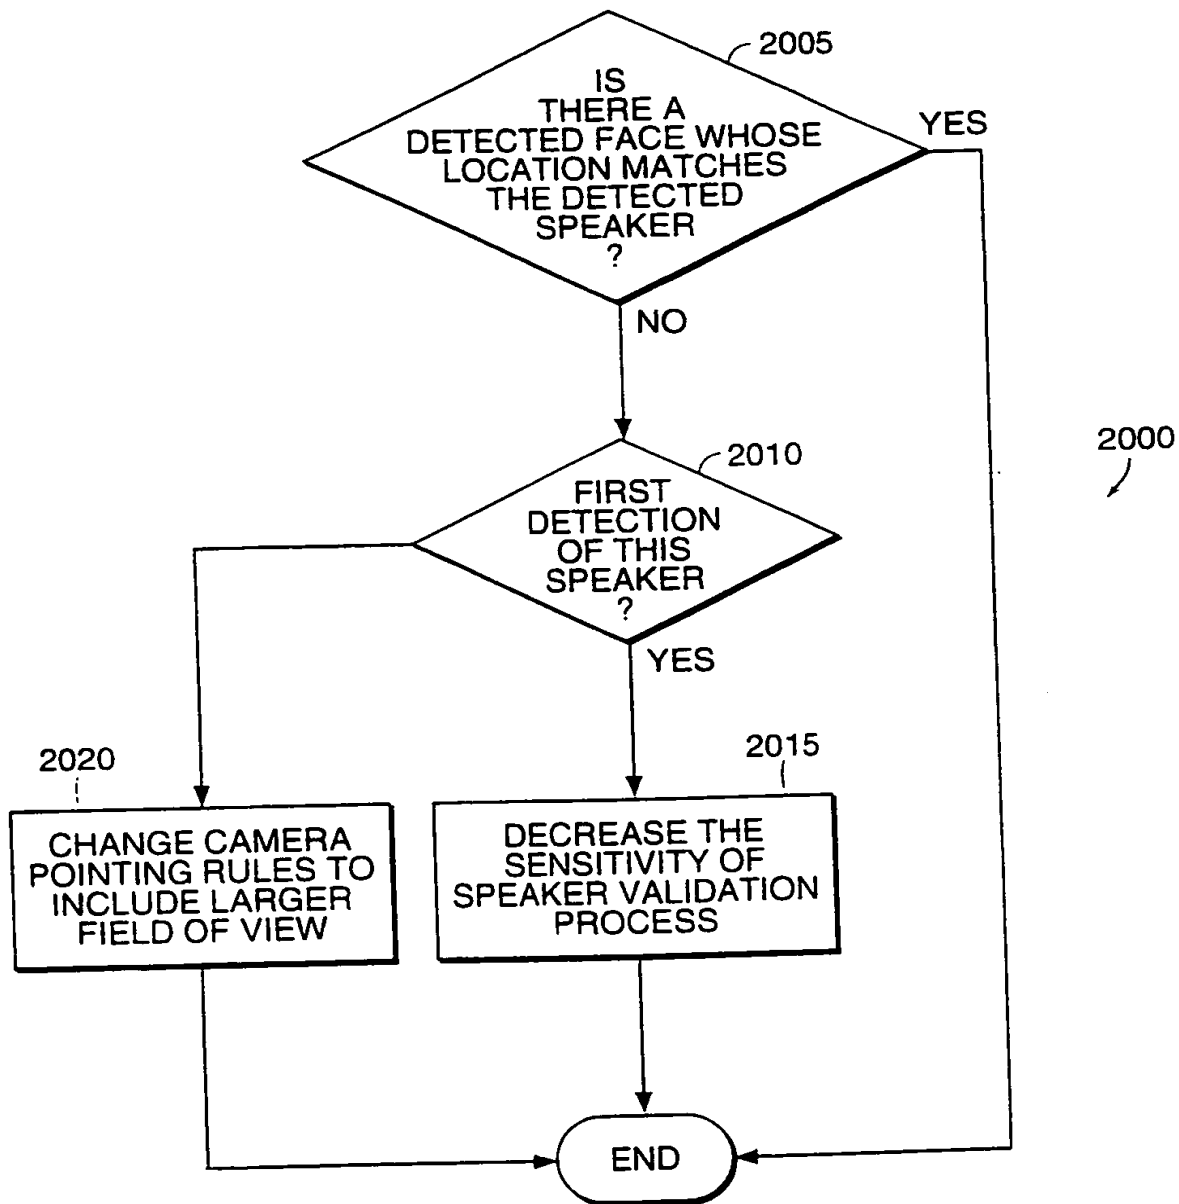 2005
IS
THERE A
DETECTED FACE WHOSE
LOCATION MATCHES
THE DETECTED
SPEAKER
?
YES
NO
2000
2010
FIRST
DETECTION
OF THIS
SPEAKER
?
YES
2020
CHANGE CAMERA
POINTING RULES TO
INCLUDE LARGER
FIELD OF VIEW
2015
DECREASE THE
SENSITIVITY OF
SPEAKER VALIDATION
PROCESS
END